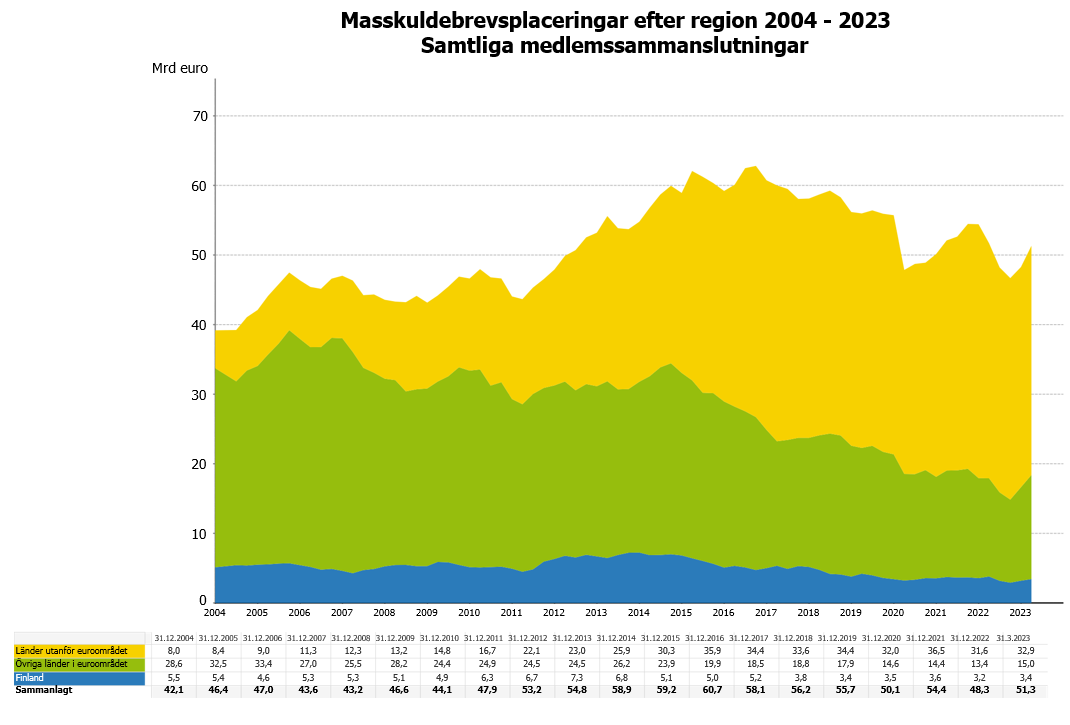 Masskuldebrevsplaceringar efter region 2004 - 2023
Samtliga medlemssammanslutningar
Mrd euro
70
60
50
40
30
20
10
0
2004 2005 2006 2007 2008 2009 2010 2011 2012 2013 2014 2015 2016 2017 2018 2019 2020 2021 2022 2023
31.12.2004 31.12.2005 31.12.2006 31.12.2007 31.12.2008 31.12.2009 31.12.2010 31.12.2011 31.12.2012 31.12.2013 31.12.2014 31.12.2015 31.12.2016 31.12.2017 31.12.2018 31.12.2019 31.12.2020 31.12.2021 31.12.2022 31.3.2023
Länder utanför euroområdet 8,0 8,4 9,0 11,3 12,3 13,2 14,8 16,7 22,1 23,0 25,9 30,3 35,9 34,4 33,6 34,4 32,0 36,5 31,6 32,9
Övriga länder i euroområdet 28,6 32,5 33,4 27,0 25,5 28,2 24,4 24,9 24,5 24,5 26,2 23,9 19,9 18,5 18,8 17,9 14,6 14,4 13,4 15,0
Finland 5,5 5,4 4,6 5,3 5,3 5,1 4,9 6,3 6,7 7,3 6,8 5,1 5,0 5,2 3,8 3,4 3,5 3,6 3,2 3,4
Sammanlagt 42,1 46,4 47,0 43,6 43,2 46,6 44,1 47,9 53,2 54,8 58,9 59,2 60,7 58,1 56,2 55,7 50,1 54,4 48,3 51,3